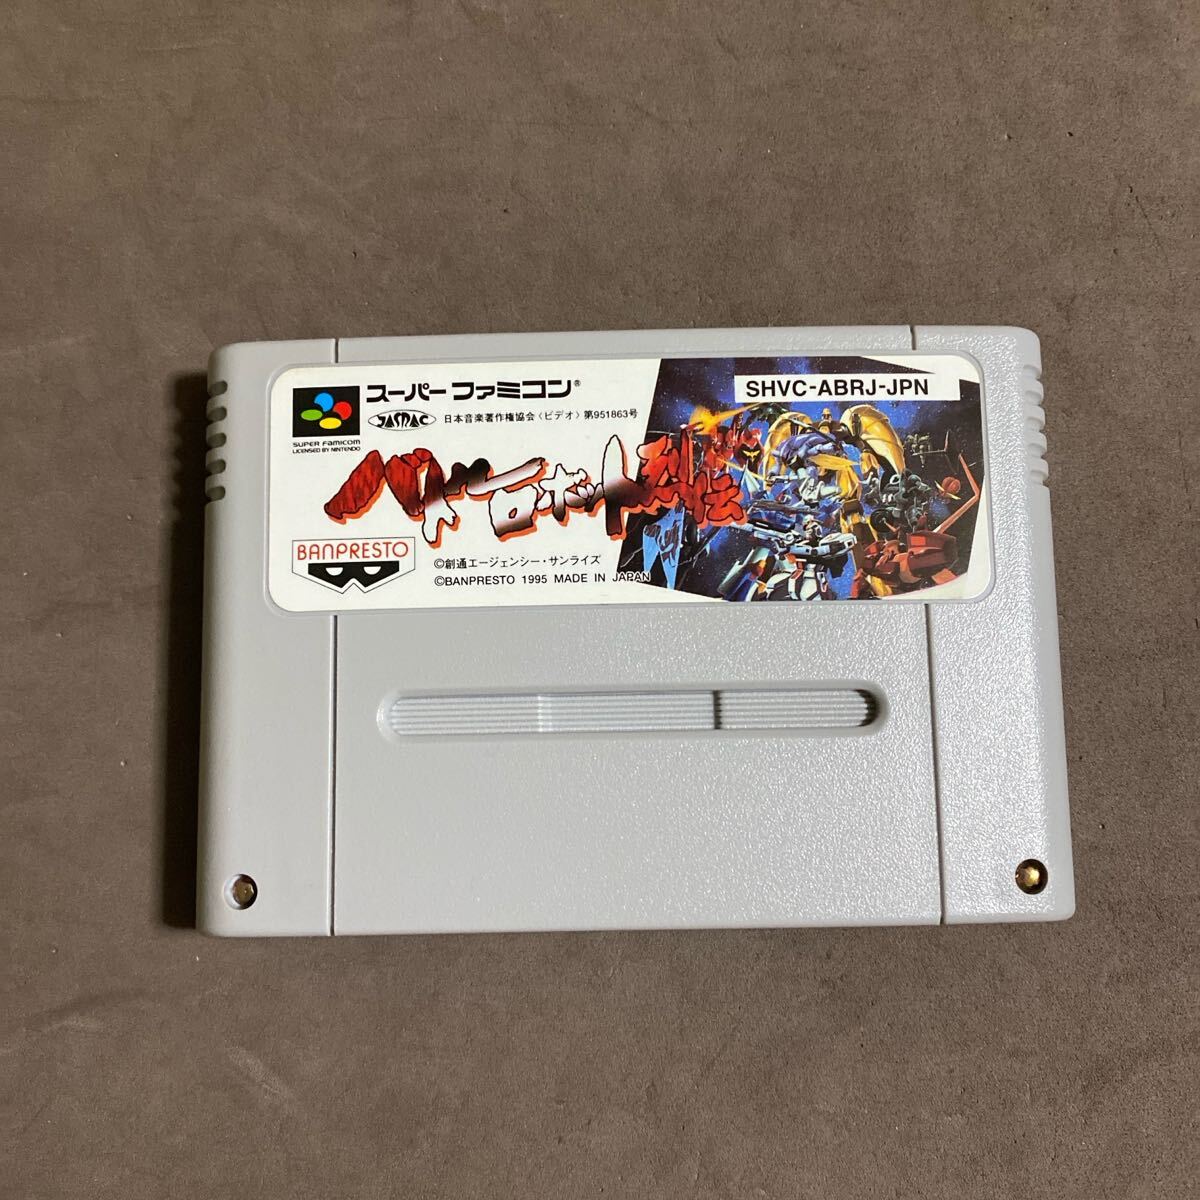 スーパーファミコン®
SUPER FAMICOM
LICENSED BY NINTENDO
JASRAC 日本音楽著作権協会〈ビデオ〉第951863号
SHVC-ABRJ-JPN
バトルロボット烈伝
BANPRESTO
©創通エージェンシー・サンライズ
©BANPRESTO 1995 MADE IN JAPAN